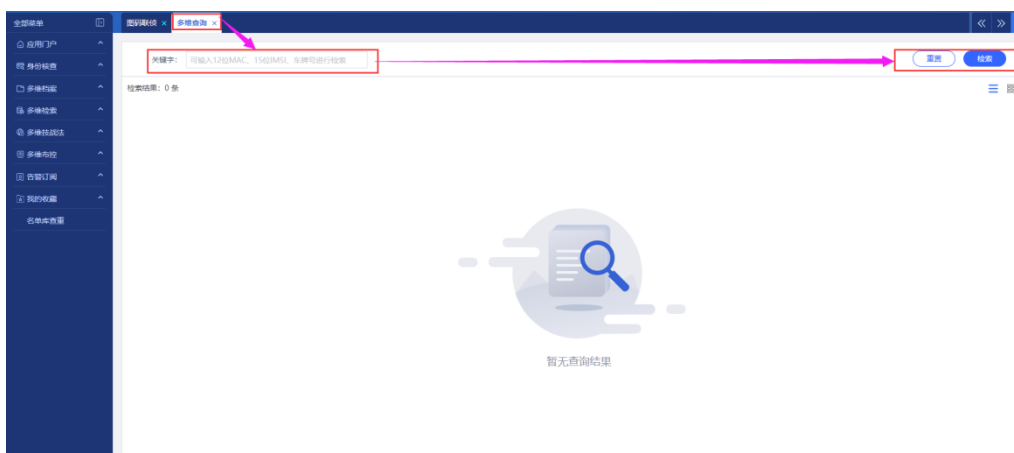 全部菜单
图码联侦 ×
多维查询 ×
应用门户
身份核查
多维档案
多维检索
多维技战法
多维布控
告警订阅
我的收藏
名单库查重
关键字：
可输入12位MAC、15位IMSI、车牌号进行检索
重置
检索
检索结果：0 条
暂无查询结果